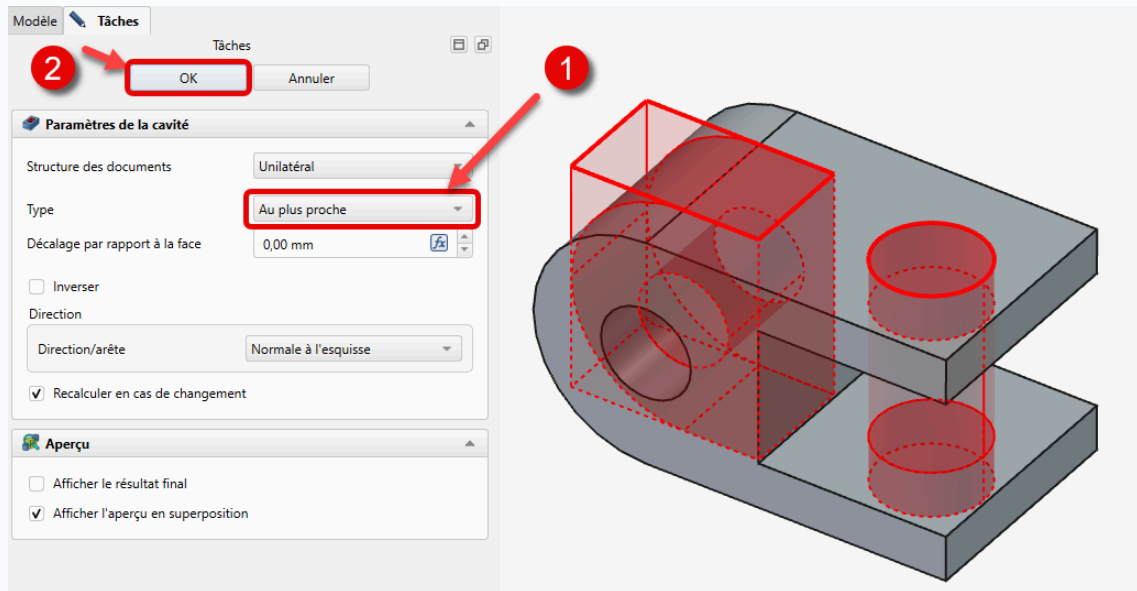 Modèle Tâches
Tâches
2
OK Annuler
1
Paramètres de la cavité
Structure des documents Unilatéral
Type Au plus proche
Décalage par rapport à la face 0,00 mm fx
Inverser
Direction
Direction/arête Normale à l'esquisse
Recalculer en cas de changement
Aperçu
Afficher le résultat final
Afficher l'aperçu en superposition